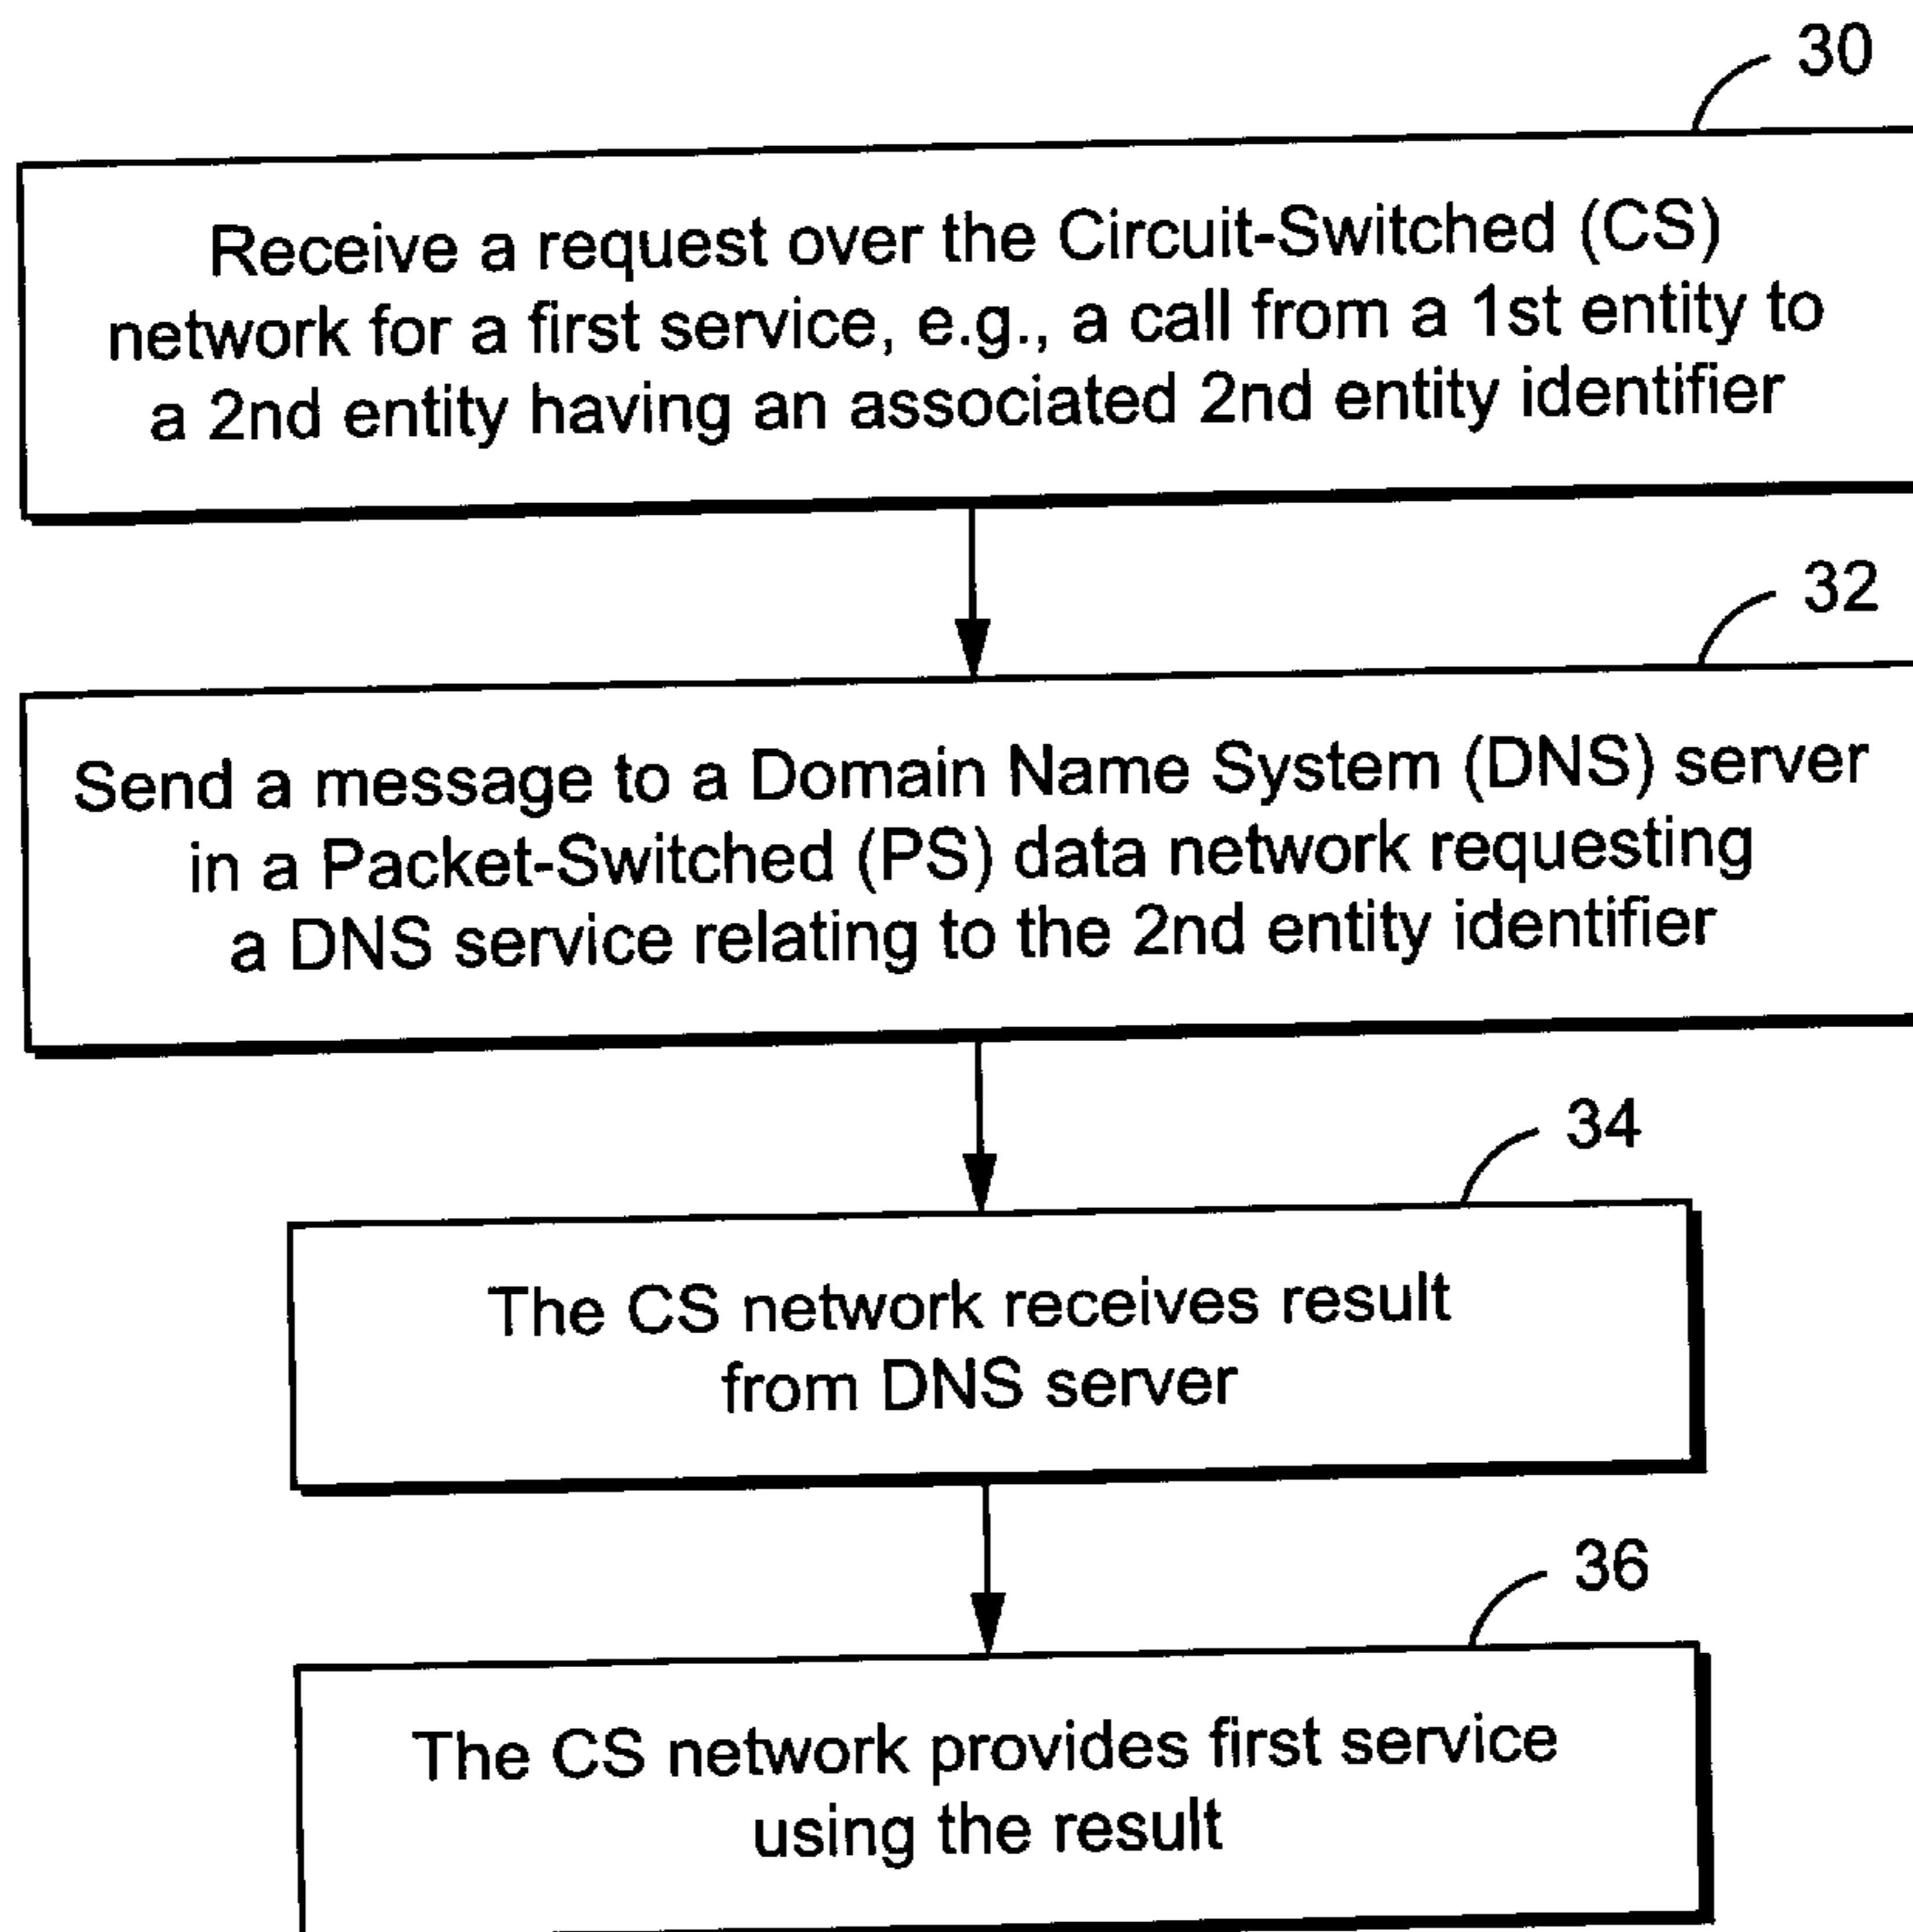 30
Receive a request over the Circuit-Switched (CS)
network for a first service, e.g., a call from a 1st entity to
a 2nd entity having an associated 2nd entity identifier
32
Send a message to a Domain Name System (DNS) server
in a Packet-Switched (PS) data network requesting
a DNS service relating to the 2nd entity identifier
34
The CS network receives result
from DNS server
36
The CS network provides first service
using the result